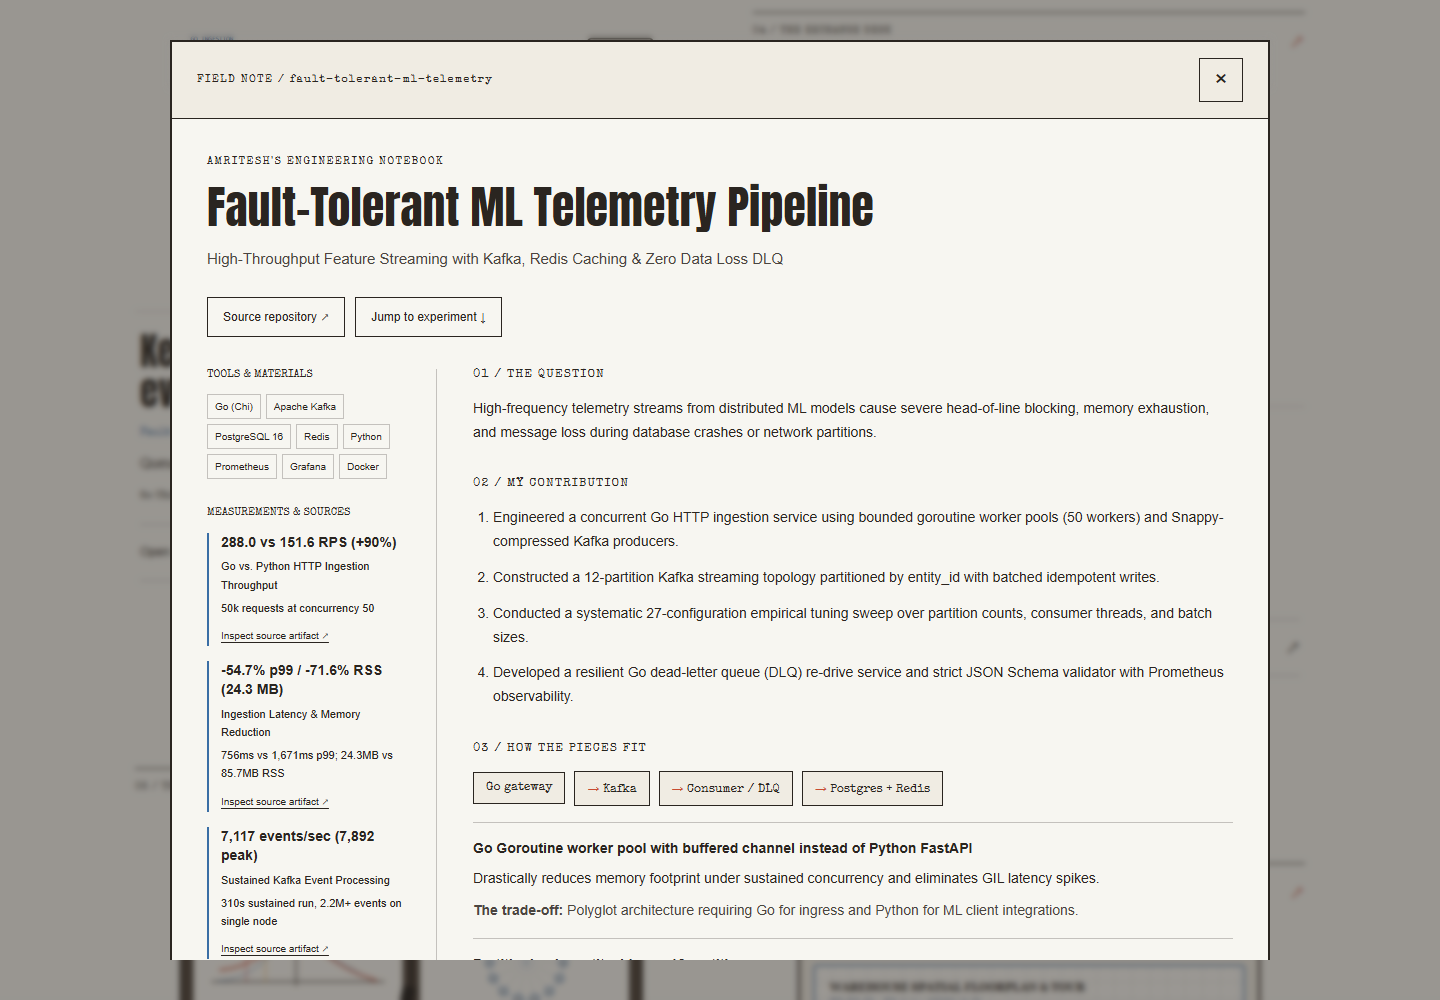 FIELD NOTE / fault-tolerant-ml-telemetry
×
AMRITESH'S ENGINEERING NOTEBOOK
Fault-Tolerant ML Telemetry Pipeline
High-Throughput Feature Streaming with Kafka, Redis Caching & Zero Data Loss DLQ
Source repository ↗
Jump to experiment ↓
TOOLS & MATERIALS
Go (Chi)
Apache Kafka
PostgreSQL 16
Redis
Python
Prometheus
Grafana
Docker
MEASUREMENTS & SOURCES
288.0 vs 151.6 RPS (+90%)
Go vs. Python HTTP Ingestion
Throughput
50k requests at concurrency 50
Inspect source artifact ↗
-54.7% p99 / -71.6% RSS
(24.3 MB)
Ingestion Latency & Memory
Reduction
756ms vs 1,671ms p99; 24.3MB vs
85.7MB RSS
Inspect source artifact ↗
7,117 events/sec (7,892
peak)
Sustained Kafka Event Processing
310s sustained run, 2.2M+ events on
single node
Inspect source artifact ↗
01 / THE QUESTION
High-frequency telemetry streams from distributed ML models cause severe head-of-line blocking, memory exhaustion,
and message loss during database crashes or network partitions.
02 / MY CONTRIBUTION
1. Engineered a concurrent Go HTTP ingestion service using bounded goroutine worker pools (50 workers) and Snappy-
compressed Kafka producers.
2. Constructed a 12-partition Kafka streaming topology partitioned by entity_id with batched idempotent writes.
3. Conducted a systematic 27-configuration empirical tuning sweep over partition counts, consumer threads, and batch
sizes.
4. Developed a resilient Go dead-letter queue (DLQ) re-drive service and strict JSON Schema validator with Prometheus
observability.
03 / HOW THE PIECES FIT
Go gateway
→ Kafka
→ Consumer / DLQ
→ Postgres + Redis
Go Goroutine worker pool with buffered channel instead of Python FastAPI
Drastically reduces memory footprint under sustained concurrency and eliminates GIL latency spikes.
The trade-off: Polyglot architecture requiring Go for ingress and Python for ML client integrations.
WAREHOUSE SPATIAL FLOORPLAN & TOUR